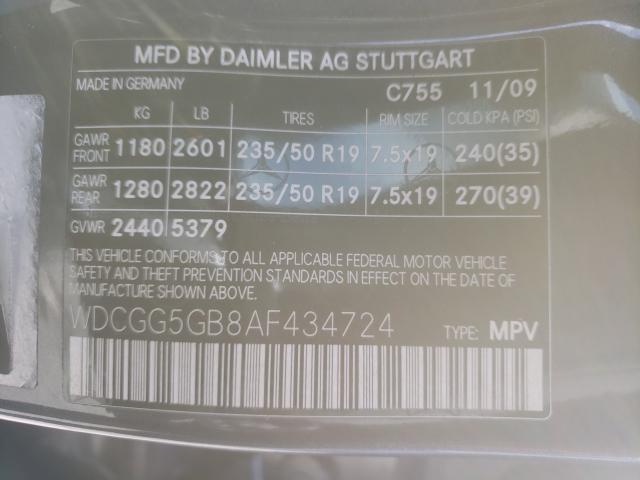 MFD BY DAIMLER AG STUTTGART
MADE IN GERMANY C755 11/09
KG LB TIRES RIM SIZE COLD KPA (PSI)
GAWR FRONT 1180 2601 235/50 R19 7.5x19 240(35)
GAWR REAR 1280 2822 235/50 R19 7.5x19 270(39)
GVWR 2440 5379
THIS VEHICLE CONFORMS TO ALL APPLICABLE FEDERAL MOTOR VEHICLE
SAFETY AND THEFT PREVENTION STANDARDS IN EFFECT ON THE DATE OF
MANUFACTURE SHOWN ABOVE.
WDCGG5GB8AF434724 TYPE: MPV